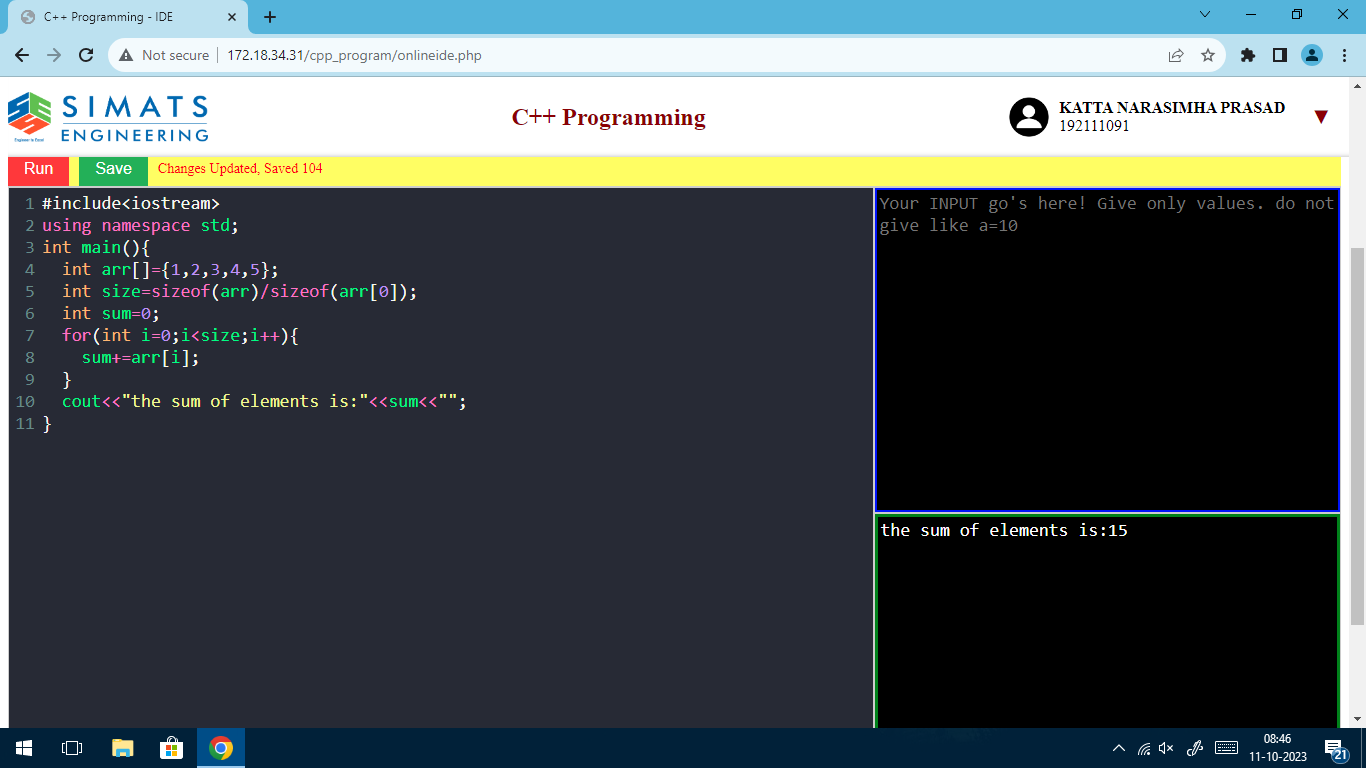 C++ Programming - IDE
Not secure
172.18.34.31/cpp_program/onlineide.php
SIMATS
ENGINEERING
Engineer to Excel
C++ Programming
KATTA NARASIMHA PRASAD
192111091
Run
Save
Changes Updated, Saved 104
1 #include<iostream>
2 using namespace std;
3 int main(){
4 int arr[]={1,2,3,4,5};
5 int size=sizeof(arr)/sizeof(arr[0]);
6 int sum=0;
7 for(int i=0;i<size;i++){
8 sum+=arr[i];
9 }
10 cout<<"the sum of elements is:"<<sum<<"";
11 }
Your INPUT go's here! Give only values. do not
give like a=10
the sum of elements is:15
08:46
11-10-2023
21